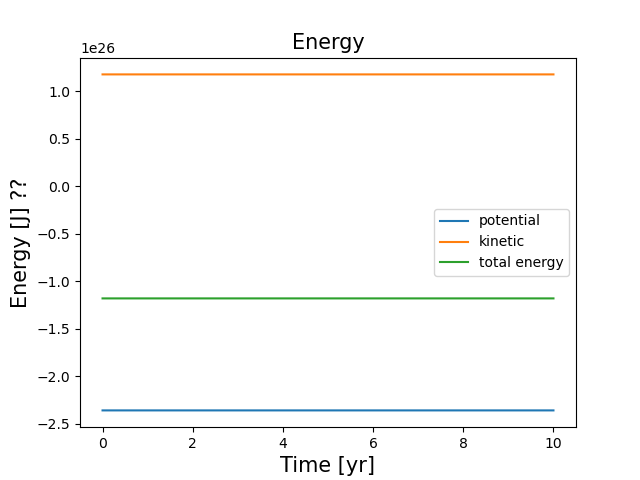 Energy
1e26
1.0
0.5
0.0
−0.5
−1.0
−1.5
−2.0
−2.5
Energy [J] ??
potential
kinetic
total energy
0 2 4 6 8 10
Time [yr]